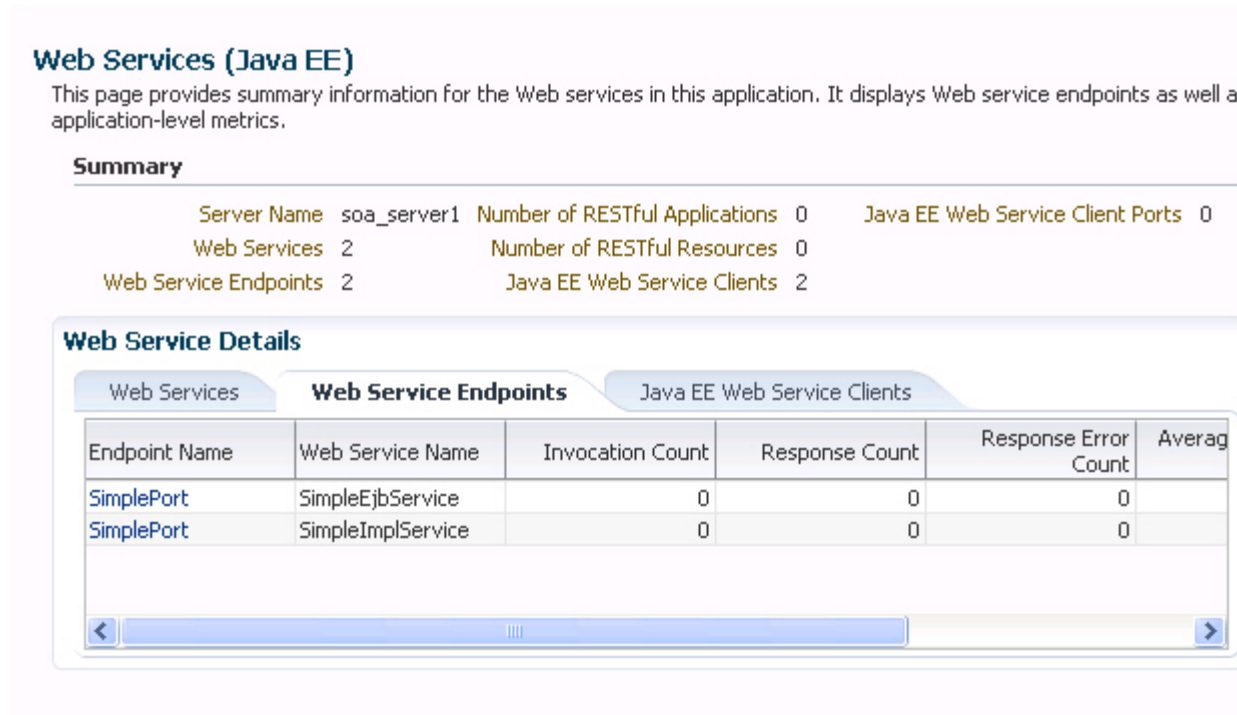 Web Services (Java EE)
This page provides summary information for the Web services in this application. It displays Web service endpoints as well a
application-level metrics.
Summary
Server Name soa_server1 Number of RESTful Applications 0 Java EE Web Service Client Ports 0
Web Services 2 Number of RESTful Resources 0
Web Service Endpoints 2 Java EE Web Service Clients 2
Web Service Details
Web Services Web Service Endpoints Java EE Web Service Clients
Endpoint Name Web Service Name Invocation Count Response Count Response Error Count Averag
SimplePort SimpleEjbService 0 0 0
SimplePort SimpleImplService 0 0 0